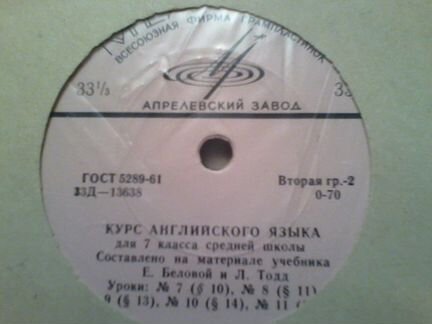 МЕ
ВСЕСОЮЗНАЯ ФИРМА ГРАМПЛАСТИНОК
33⅓
33
АПРЕЛЕВСКИЙ ЗАВОД
ГОСТ 5289-61
Вторая гр.-2
33Д—13638
0-70
КУРС АНГЛИЙСКОГО ЯЗЫКА
для 7 класса средней школы
Составлено на материале учебника
Е. Беловой и Л. Тодд
Уроки: № 7 (§ 10), № 8 (§ 11)
9 (§ 13), № 10 (§ 14), № 11 (